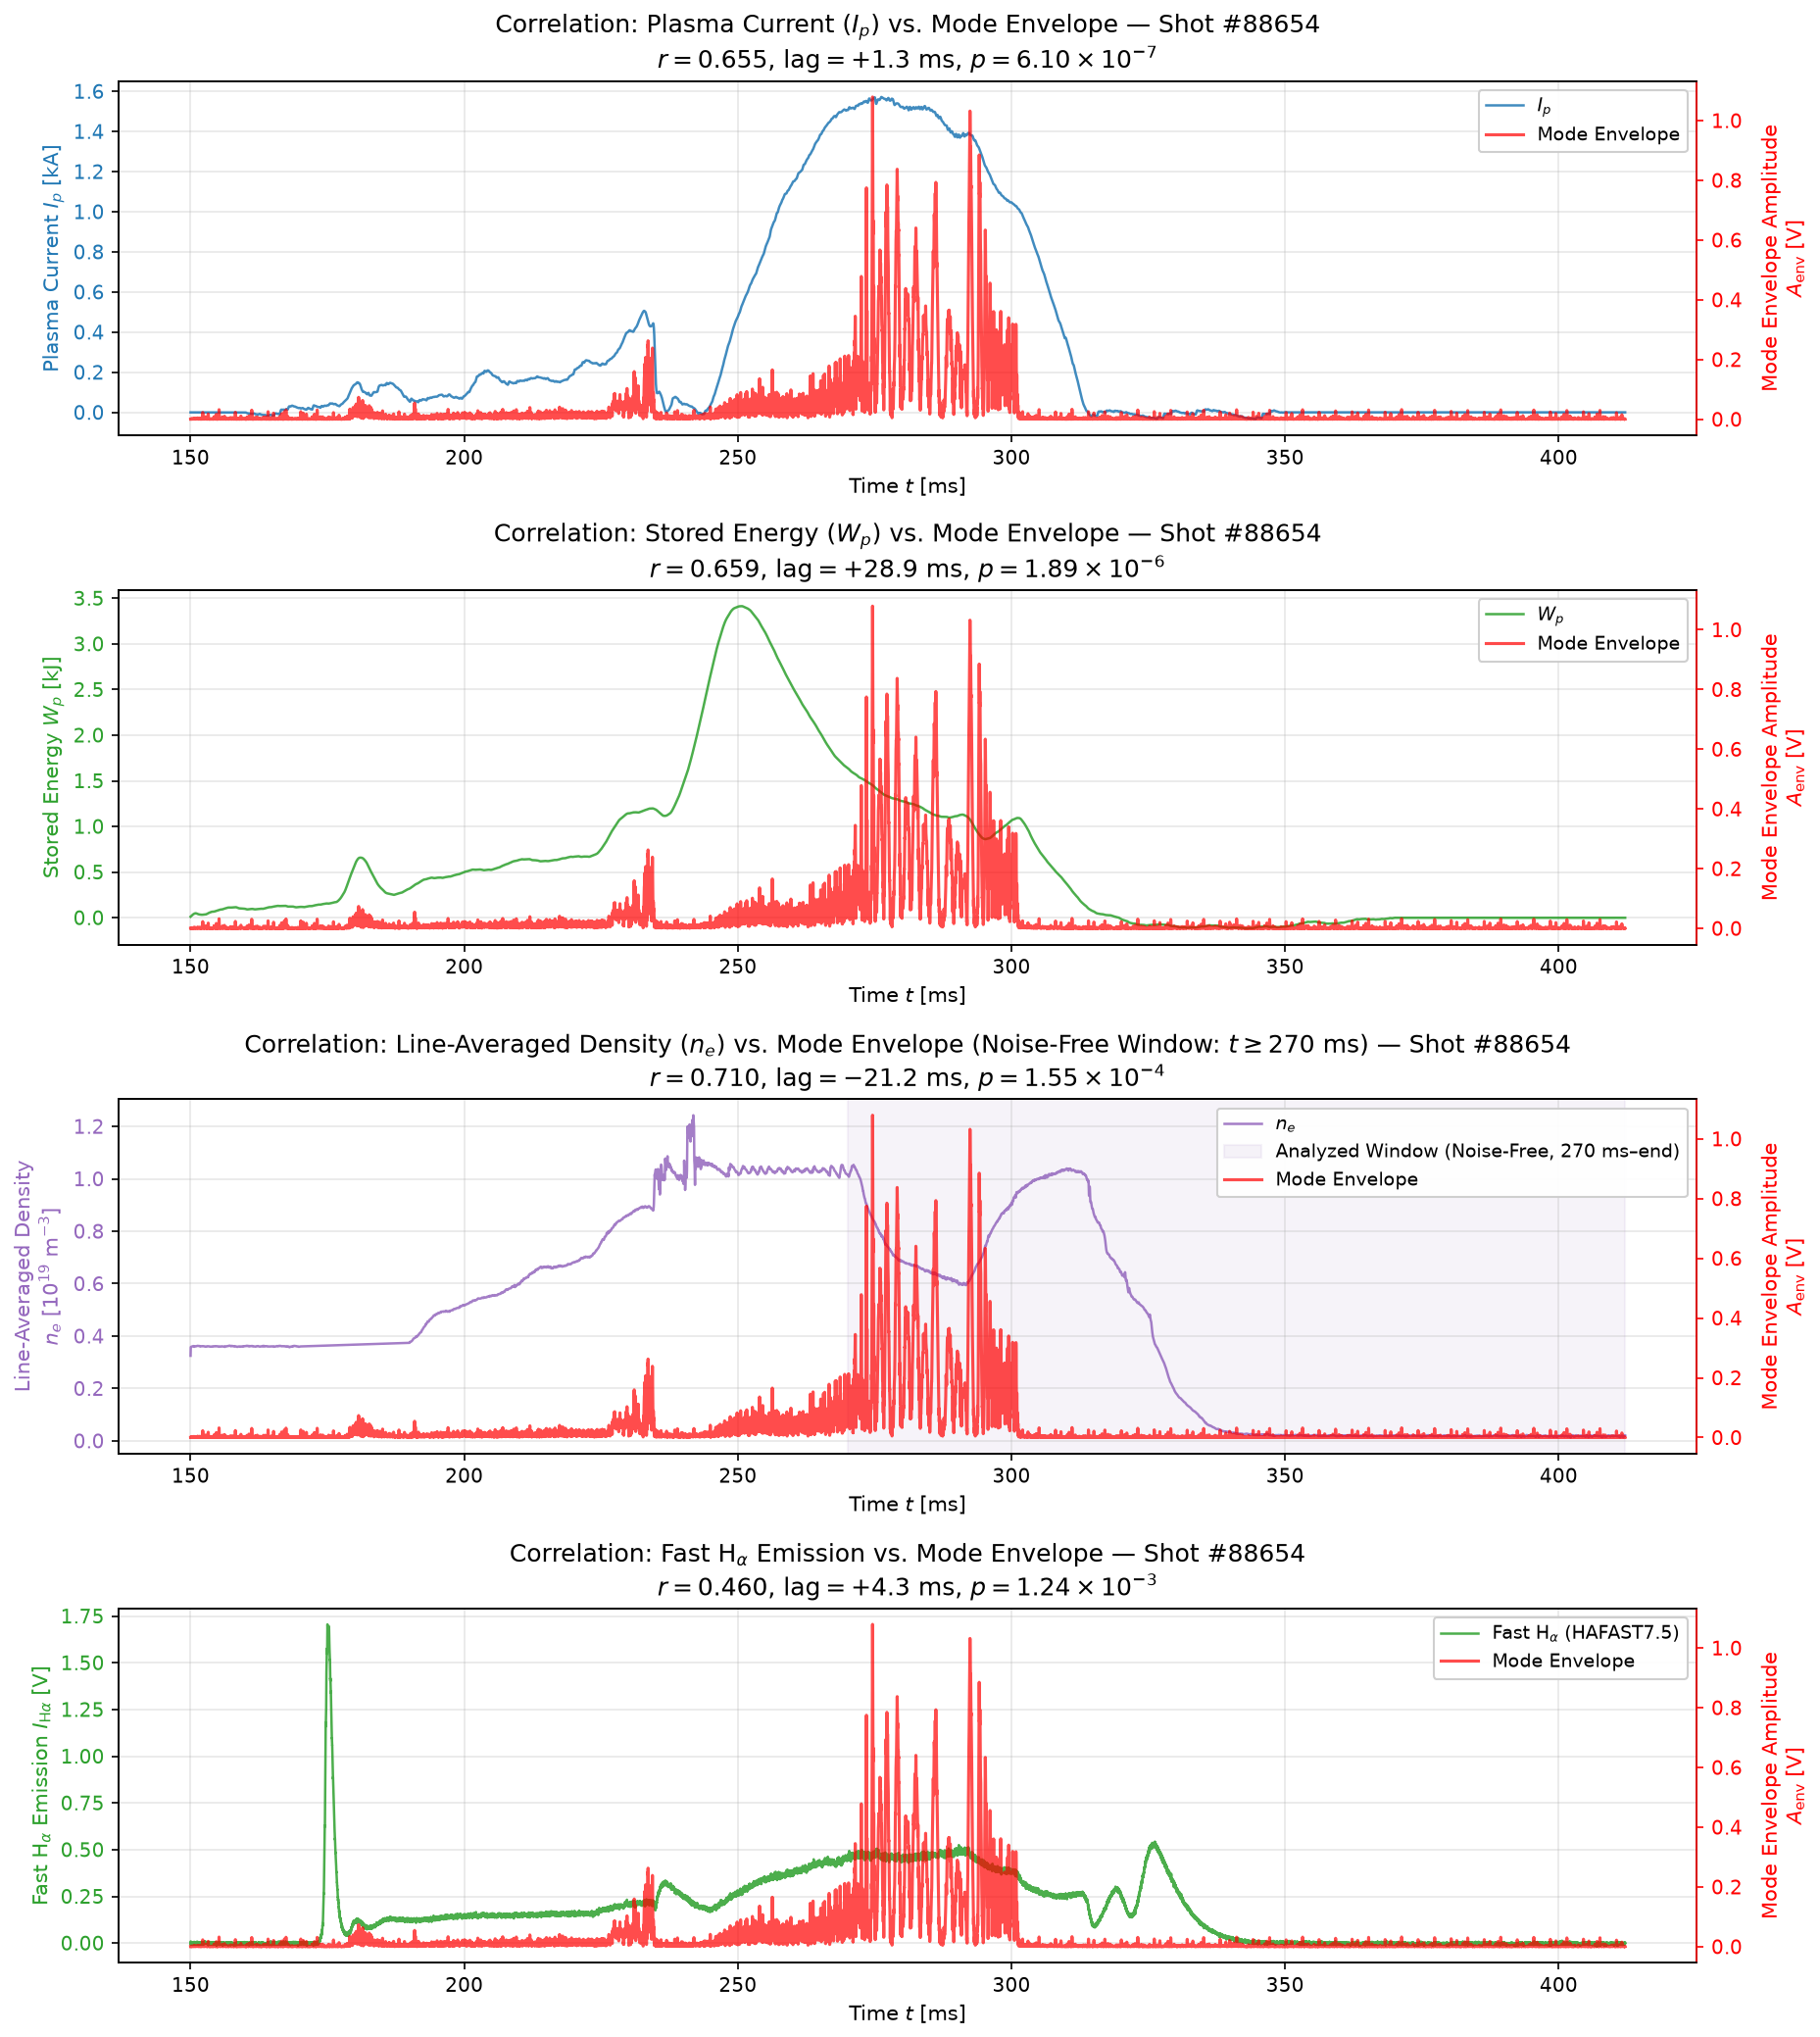 Correlation: Plasma Current (Iₚ) vs. Mode Envelope — Shot #88654
r = 0.655, lag = +1.3 ms, p = 6.10 × 10⁻⁷
Plasma Current Iₚ [kA]
1.6
1.4
1.2
1.0
0.8
0.6
0.4
0.2
0.0
Iₚ
Mode Envelope
1.0
0.8
0.6
0.4
0.2
0.0
Mode Envelope Amplitude
A_env [V]
150 200 250 300 350 400
Time t [ms]
Correlation: Stored Energy (Wₚ) vs. Mode Envelope — Shot #88654
r = 0.659, lag = +28.9 ms, p = 1.89 × 10⁻⁶
Stored Energy Wₚ [kJ]
3.5
3.0
2.5
2.0
1.5
1.0
0.5
0.0
Wₚ
Mode Envelope
1.0
0.8
0.6
0.4
0.2
0.0
Mode Envelope Amplitude
A_env [V]
150 200 250 300 350 400
Time t [ms]
Correlation: Line-Averaged Density (nₑ) vs. Mode Envelope (Noise-Free Window: t ≥ 270 ms) — Shot #88654
r = 0.710, lag = −21.2 ms, p = 1.55 × 10⁻⁴
Line-Averaged Density
nₑ [10¹⁹ m⁻³]
1.2
1.0
0.8
0.6
0.4
0.2
0.0
nₑ
Analyzed Window (Noise-Free, 270 ms–end)
Mode Envelope
1.0
0.8
0.6
0.4
0.2
0.0
Mode Envelope Amplitude
A_env [V]
150 200 250 300 350 400
Time t [ms]
Correlation: Fast H_α Emission vs. Mode Envelope — Shot #88654
r = 0.460, lag = +4.3 ms, p = 1.24 × 10⁻³
Fast H_α Emission I_Hα [V]
1.75
1.50
1.25
1.00
0.75
0.50
0.25
0.00
Fast H_α (HAFAST7.5)
Mode Envelope
1.0
0.8
0.6
0.4
0.2
0.0
Mode Envelope Amplitude
A_env [V]
150 200 250 300 350 400
Time t [ms]